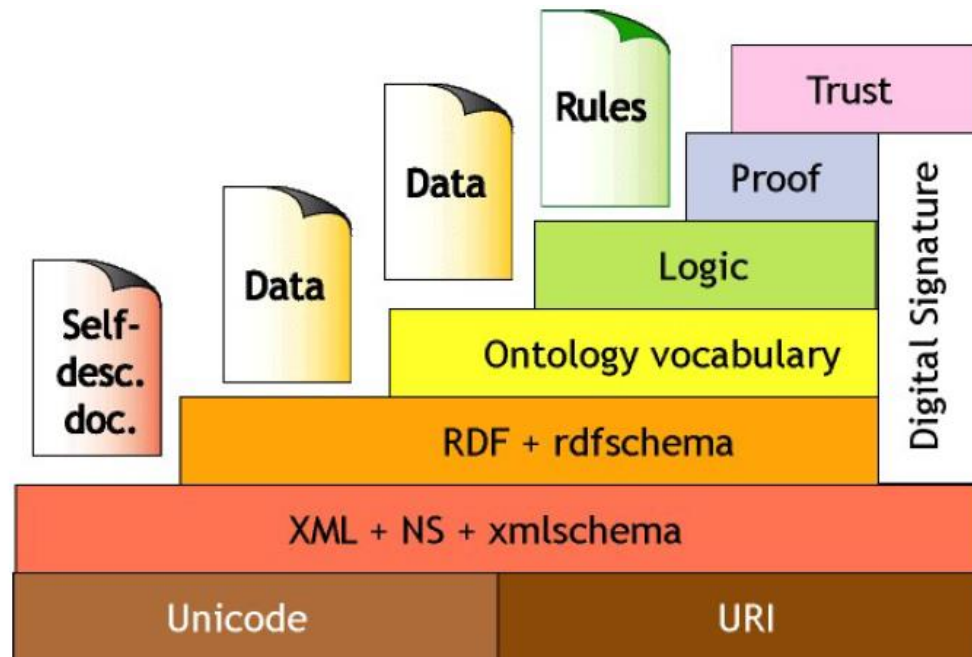 Trust
Rules
Proof
Data
Logic
Digital Signature
Data
Ontology vocabulary
Self-
desc.
doc.
RDF + rdfschema
XML + NS + xmlschema
Unicode
URI